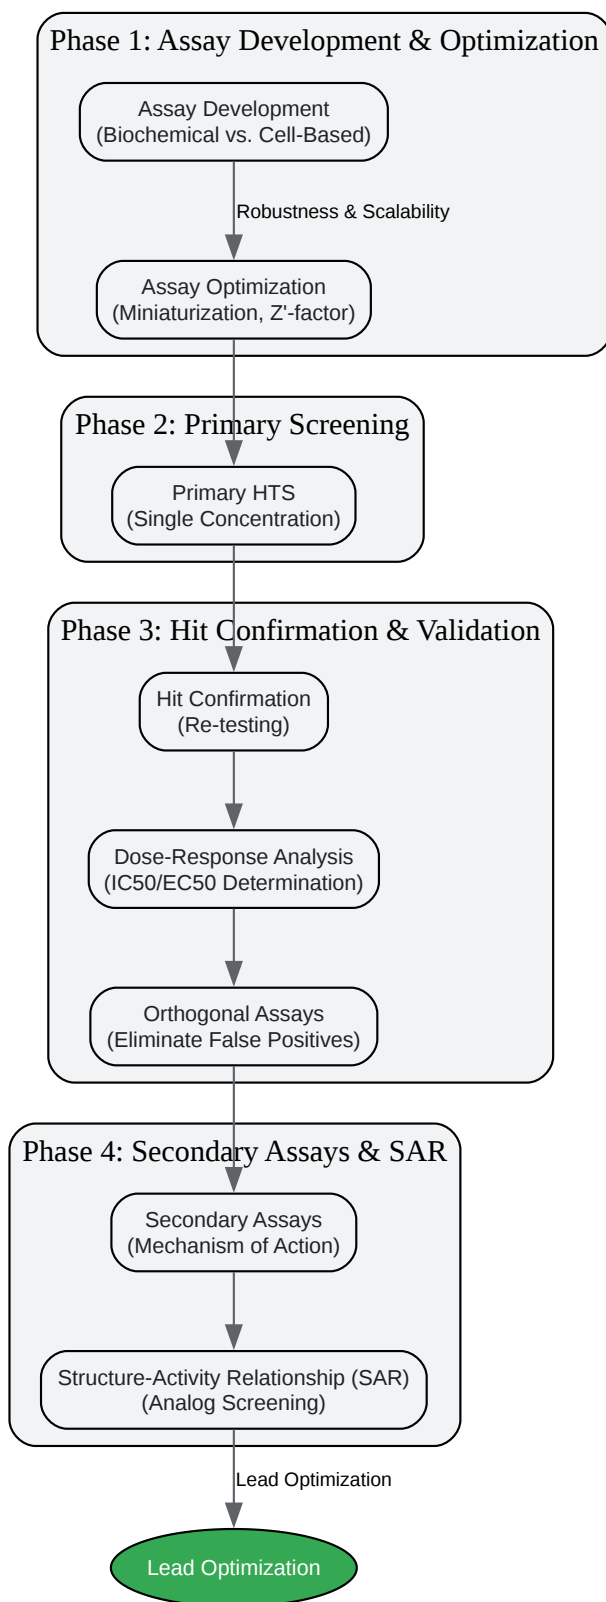 Phase 1: Assay Development & Optimization
Assay Development
(Biochemical vs. Cell-Based)
Robustness & Scalability
Assay Optimization
(Miniaturization, Z'-factor)
Phase 2: Primary Screening
Primary HTS
(Single Concentration)
Phase 3: Hit Confirmation & Validation
Hit Confirmation
(Re-testing)
Dose-Response Analysis
(IC50/EC50 Determination)
Orthogonal Assays
(Eliminate False Positives)
Phase 4: Secondary Assays & SAR
Secondary Assays
(Mechanism of Action)
Structure-Activity Relationship (SAR)
(Analog Screening)
Lead Optimization
Lead Optimization